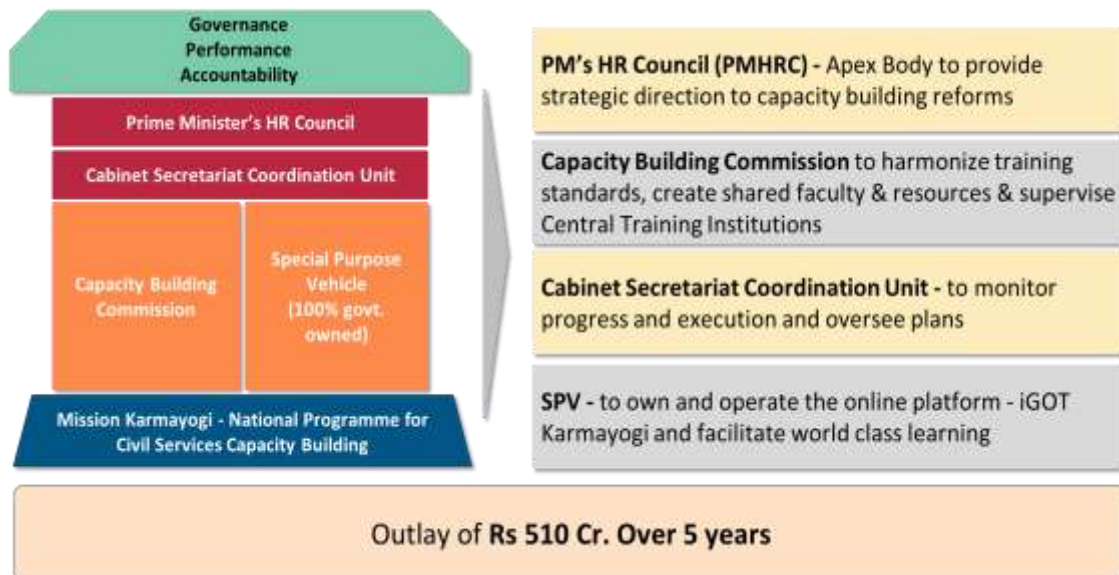 Governance
Performance
Accountability
Prime Minister's HR Council
Cabinet Secretariat Coordination Unit
Capacity Building
Commission
Special Purpose
Vehicle
(100% govt.
owned)
Mission Karmayogi - National Programme for
Civil Services Capacity Building
PM's HR Council (PMHRC) - Apex Body to provide
strategic direction to capacity building reforms
Capacity Building Commission to harmonize training
standards, create shared faculty & resources & supervise
Central Training Institutions
Cabinet Secretariat Coordination Unit - to monitor
progress and execution and oversee plans
SPV - to own and operate the online platform - iGOT
Karmayogi and facilitate world class learning
Outlay of Rs 510 Cr. Over 5 years